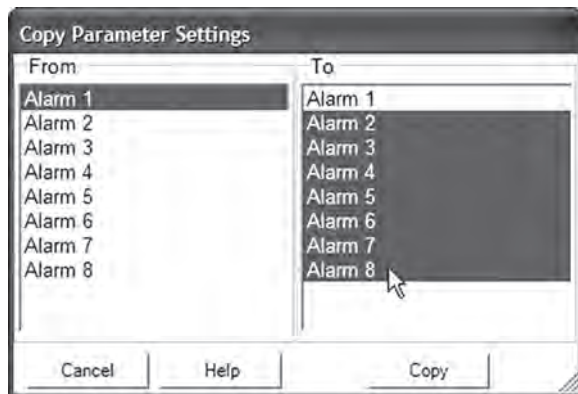 Copy Parameter Settings
From
Alarm 1
Alarm 2
Alarm 3
Alarm 4
Alarm 5
Alarm 6
Alarm 7
Alarm 8
To
Alarm 1
Alarm 2
Alarm 3
Alarm 4
Alarm 5
Alarm 6
Alarm 7
Alarm 8
Cancel
Help
Copy